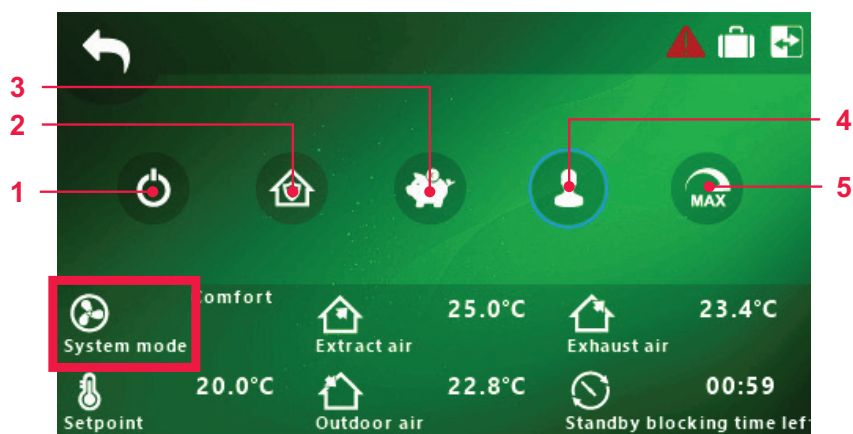 3
2
4
1
5
MAX
Comfort
25.0°C
23.4°C
System mode
Extract air
Exhaust air
20.0°C
22.8°C
00:59
Setpoint
Outdoor air
Standby blocking time lef